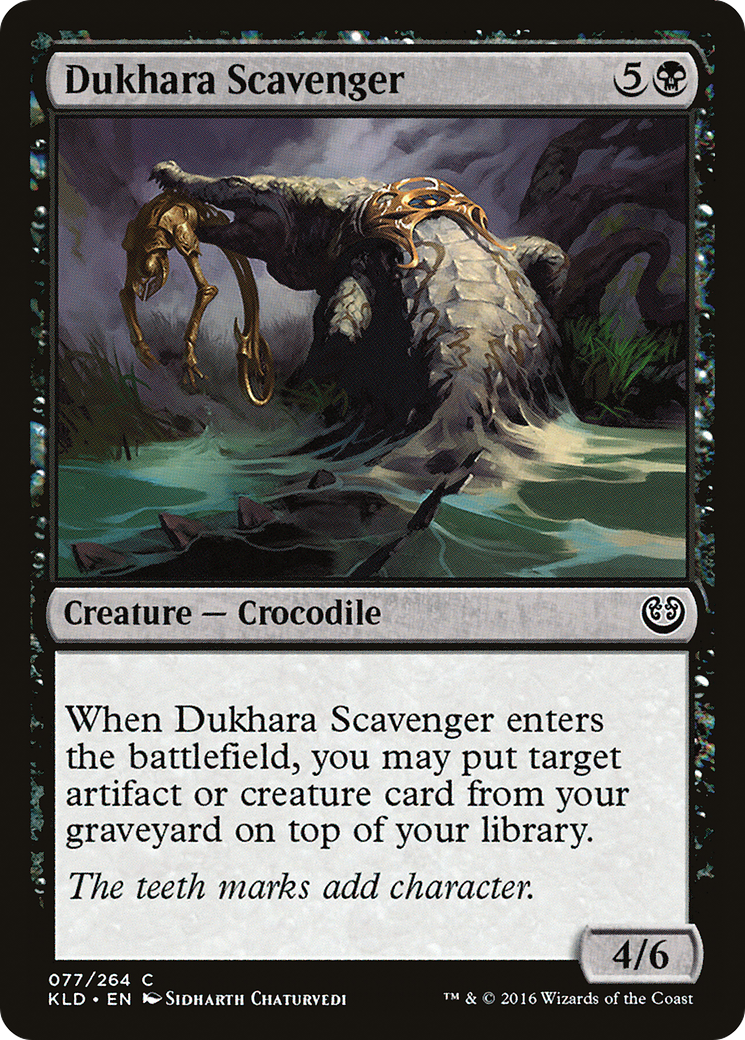 Dukhara Scavenger 5
Creature — Crocodile
When Dukhara Scavenger enters
the battlefield, you may put target
artifact or creature card from your
graveyard on top of your library.
The teeth marks add character.
4/6
077/264 C
KLD • EN Sidharth Chaturvedi
™ & © 2016 Wizards of the Coast